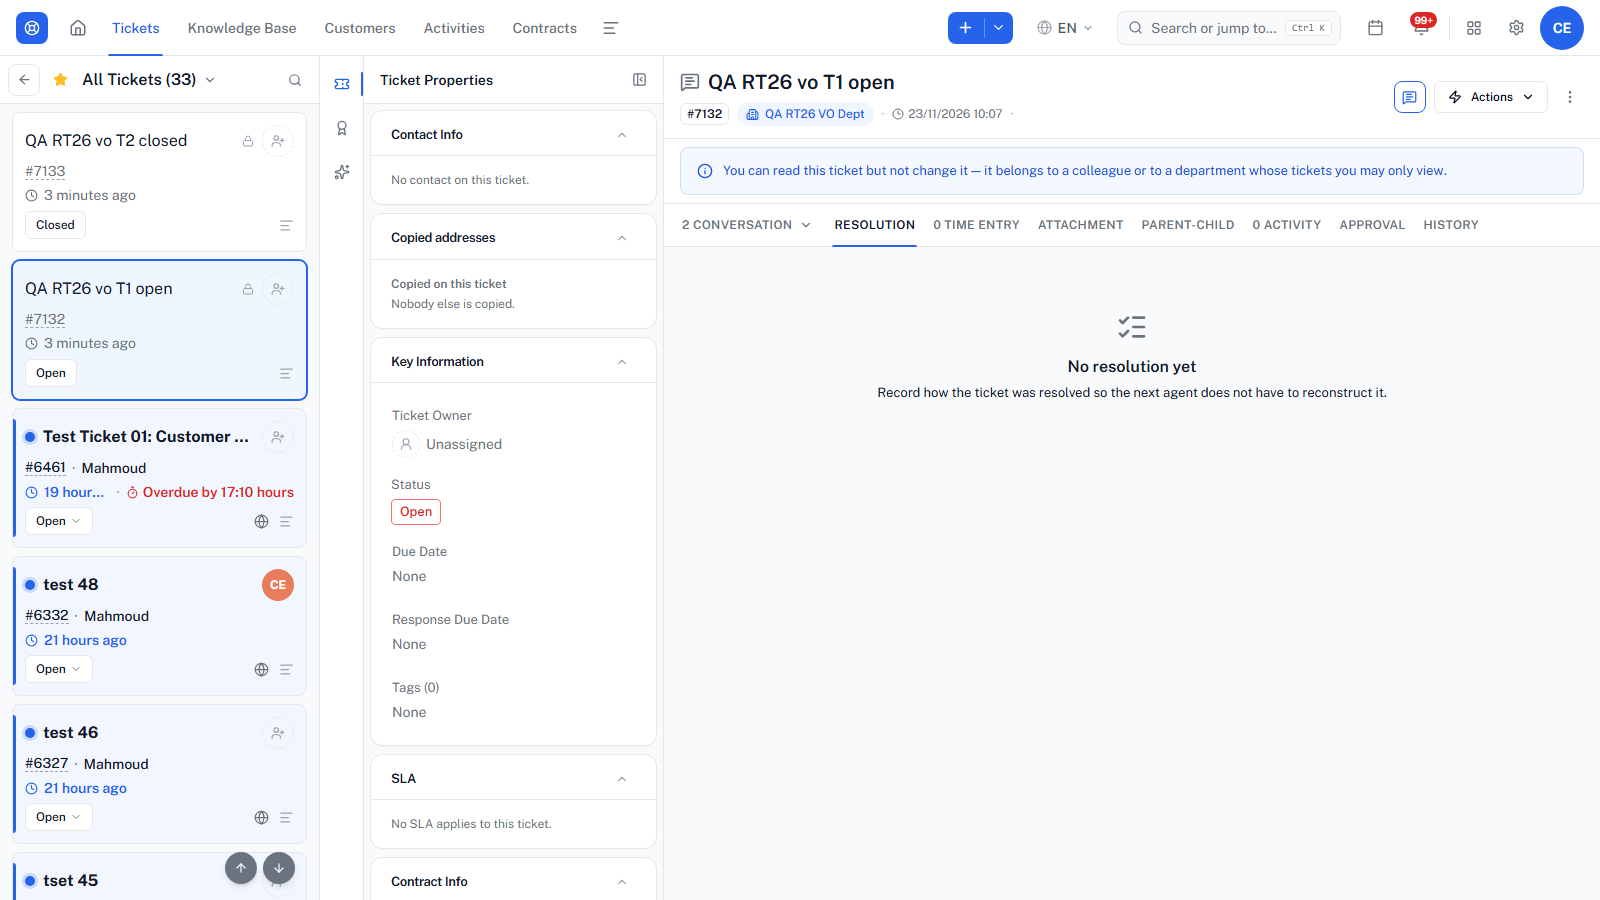 Tickets
Knowledge Base
Customers
Activities
Contracts
EN
Search or jump to...
Ctrl K
99+
CE
All Tickets (33)
QA RT26 vo T2 closed
#7133
3 minutes ago
Closed
QA RT26 vo T1 open
#7132
3 minutes ago
Open
Test Ticket 01: Customer ...
#6461 · Mahmoud
19 hour... · Overdue by 17:10 hours
Open
test 48
CE
#6332 · Mahmoud
21 hours ago
Open
test 46
#6327 · Mahmoud
21 hours ago
Open
tset 45
Ticket Properties
Contact Info
No contact on this ticket.
Copied addresses
Copied on this ticket
Nobody else is copied.
Key Information
Ticket Owner
Unassigned
Status
Open
Due Date
None
Response Due Date
None
Tags (0)
None
SLA
No SLA applies to this ticket.
Contract Info
QA RT26 vo T1 open
#7132
QA RT26 VO Dept · 23/11/2026 10:07 ·
Actions
You can read this ticket but not change it — it belongs to a colleague or to a department whose tickets you may only view.
2 CONVERSATION
RESOLUTION
0 TIME ENTRY
ATTACHMENT
PARENT-CHILD
0 ACTIVITY
APPROVAL
HISTORY
No resolution yet
Record how the ticket was resolved so the next agent does not have to reconstruct it.